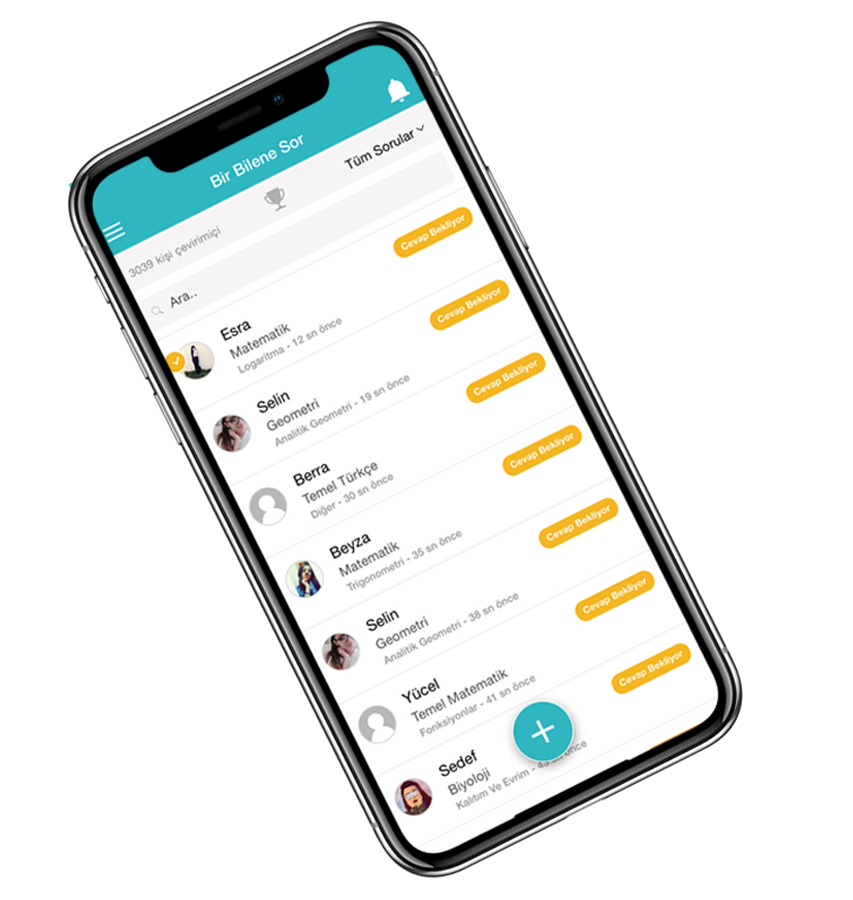 Bir Bilene Sor
3039 kişi çevirimiçi
Tüm Sorular
Ara..
Esra
Matematik
Logaritma - 12 sn önce
Cevap Bekliyor
Selin
Geometri
Analitik Geometri - 19 sn önce
Cevap Bekliyor
Berra
Temel Türkçe
Diğer - 30 sn önce
Cevap Bekliyor
Beyza
Matematik
Trigonometri - 35 sn önce
Cevap Bekliyor
Selin
Geometri
Analitik Geometri - 38 sn önce
Cevap Bekliyor
Yücel
Temel Matematik
Fonksiyonlar - 41 sn önce
Cevap Bekliyor
Sedef
Biyoloji
Kalıtım Ve Evrim - önce
Cevap Bekliyor